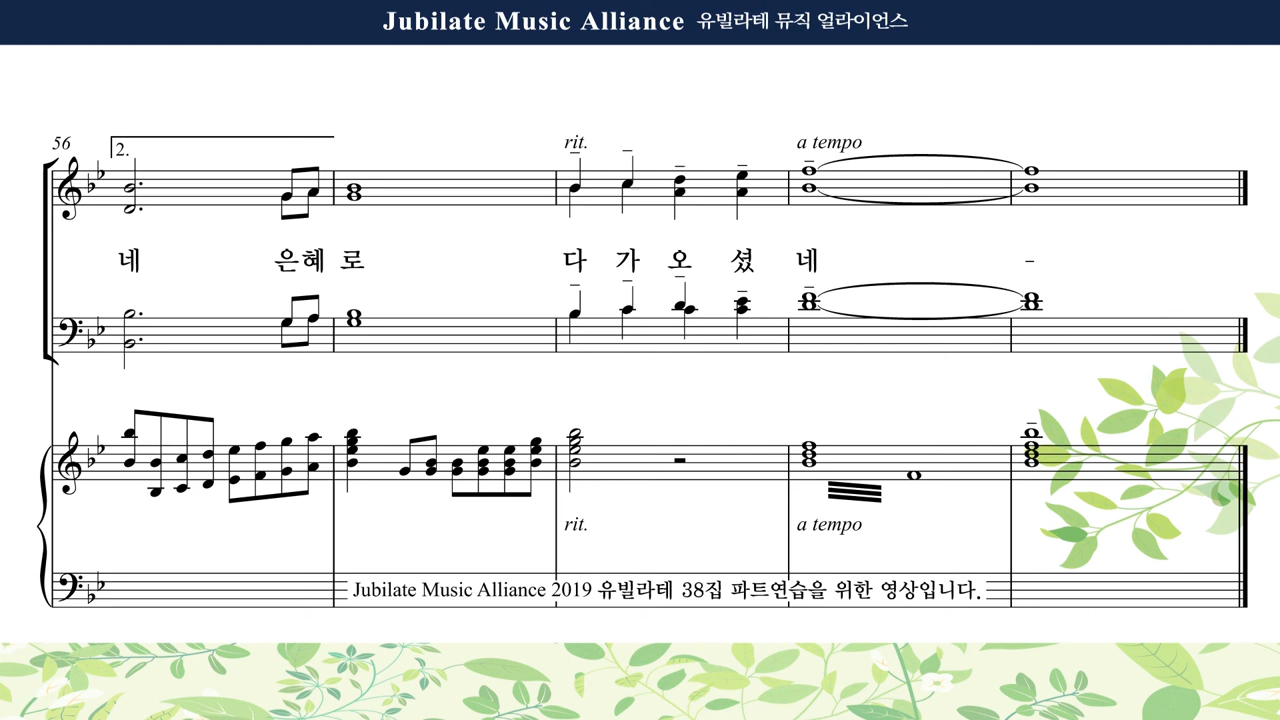 Jubilate Music Alliance 유빌라테 뮤직 얼라이언스
56
2.
rit.
a tempo
네 은혜 로 다 가 오 셨 네 -
rit.
a tempo
Jubilate Music Alliance 2019 유빌라테 38집 파트연습을 위한 영상입니다.